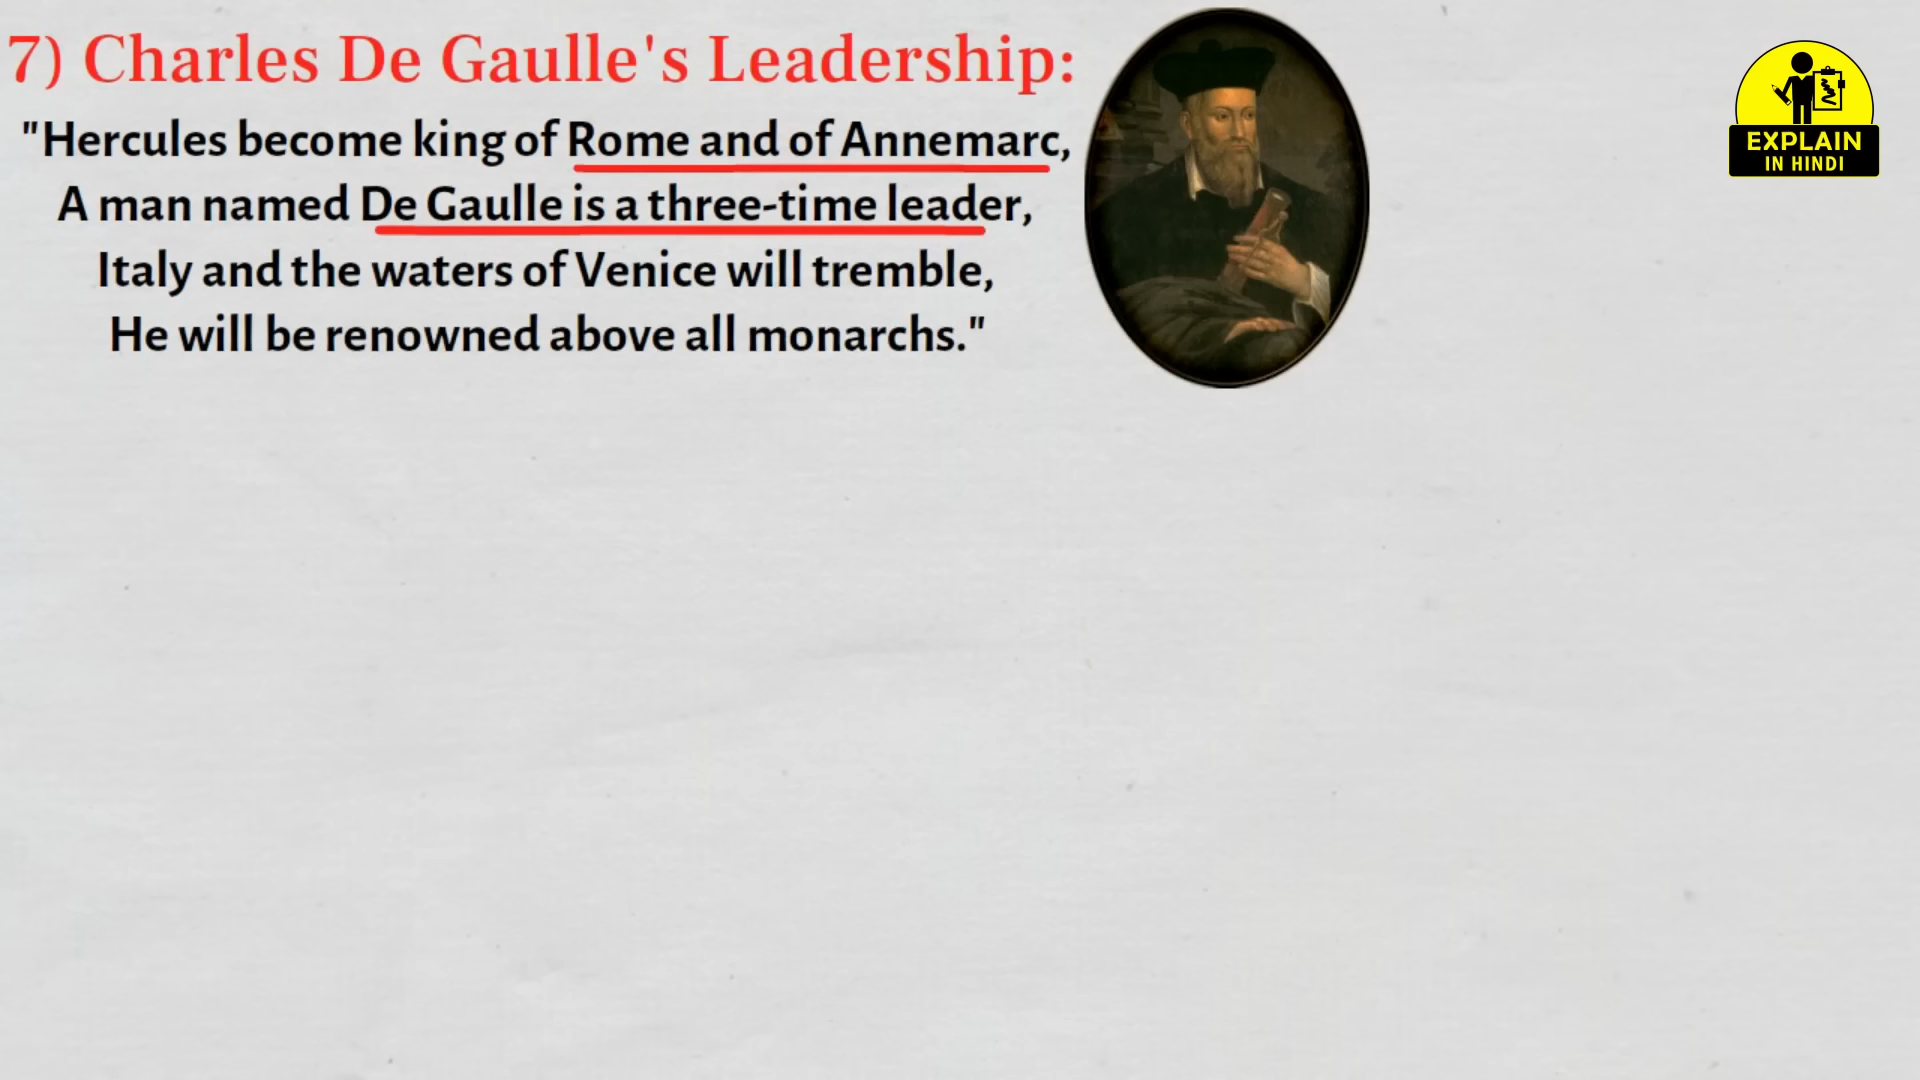 7) Charles De Gaulle's Leadership:
"Hercules become king of Rome and of Annemarc,
A man named De Gaulle is a three-time leader,
Italy and the waters of Venice will tremble,
He will be renowned above all monarchs."
EXPLAIN
IN HINDI